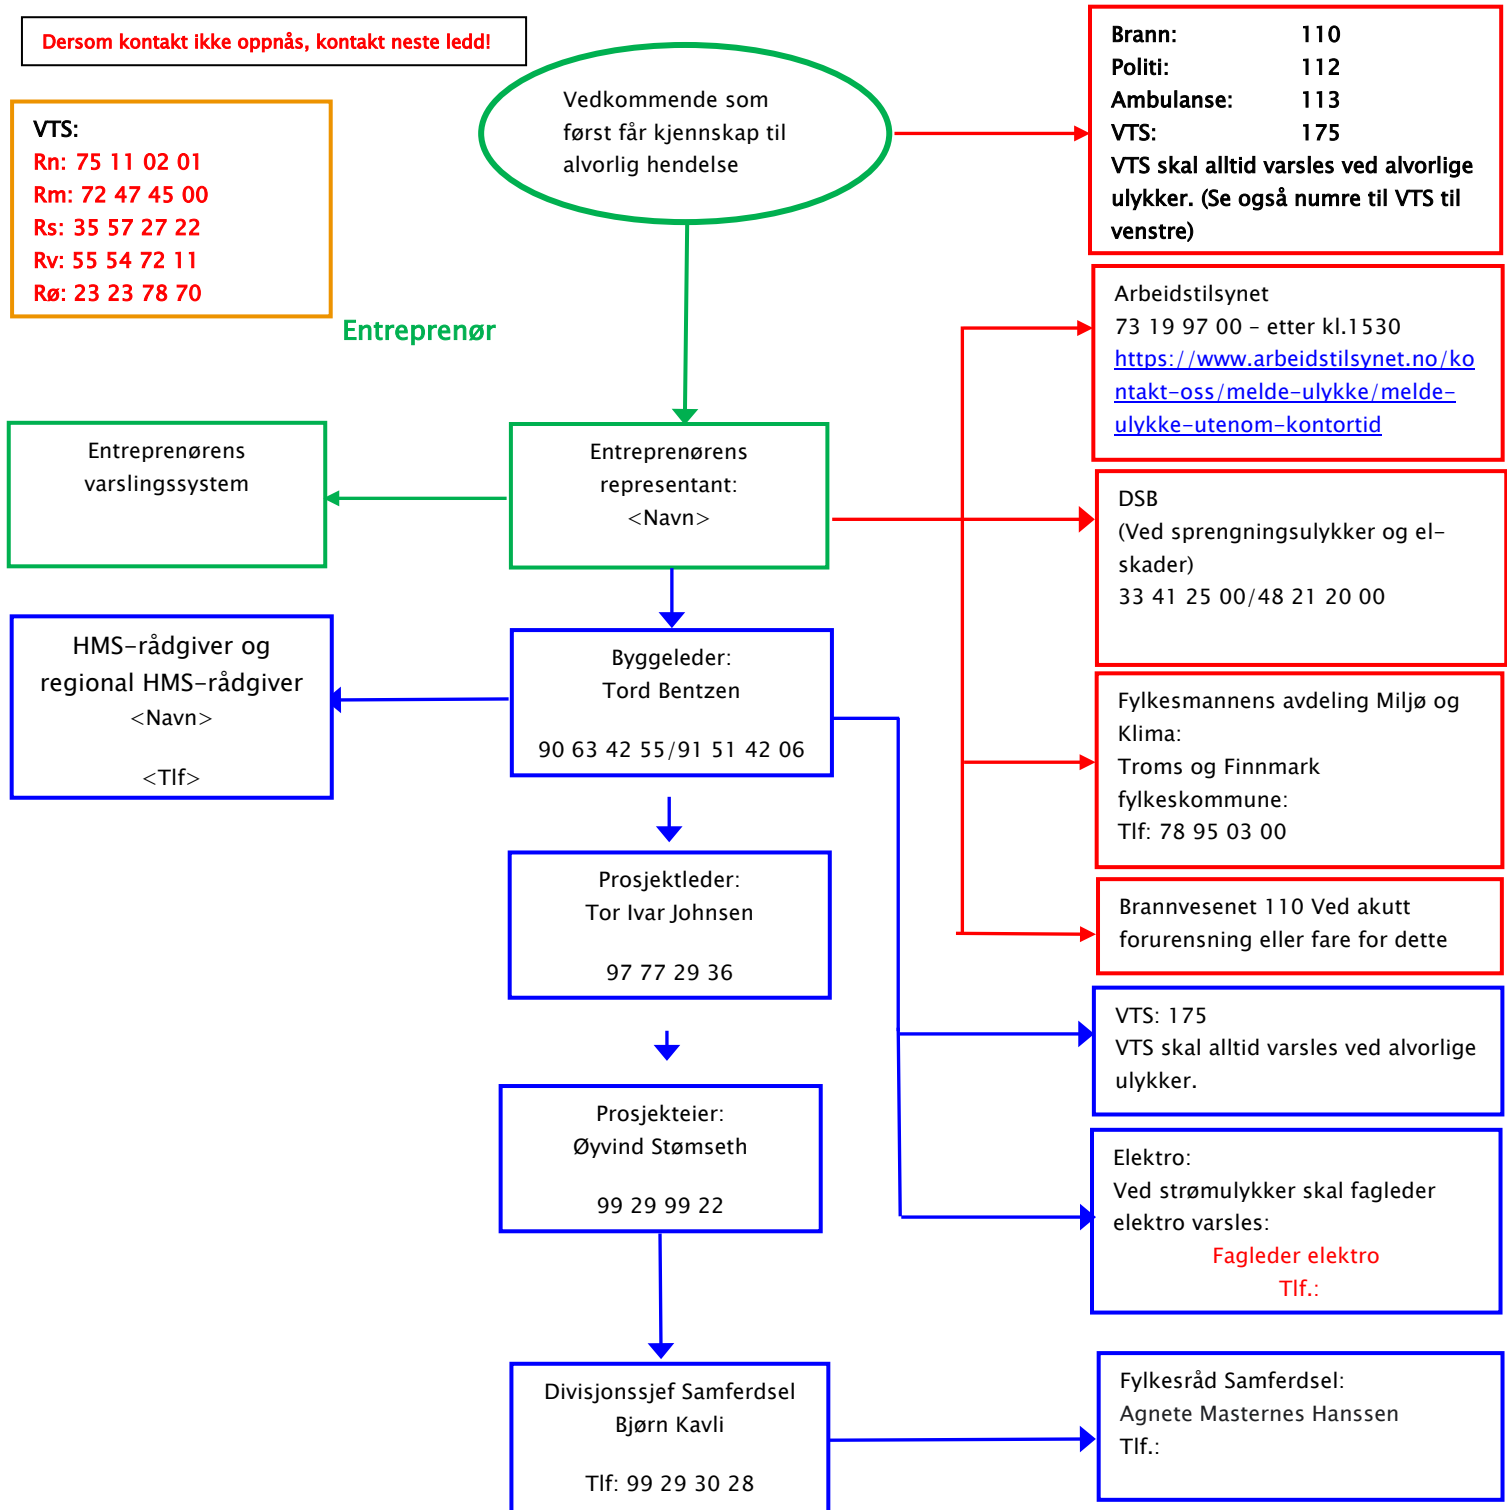 Dersom kontakt ikke oppnås, kontakt neste ledd!
VTS:
Rn: 75 11 02 01
Rm: 72 47 45 00
Rs: 35 57 27 22
Rv: 55 54 72 11
Rø: 23 23 78 70
Vedkommende som
først får kjennskap til
alvorlig hendelse
Brann: 110
Politi: 112
Ambulanse: 113
VTS: 175
VTS skal alltid varsles ved alvorlige
ulykker. (Se også numre til VTS til
venstre)
Entreprenør
Arbeidstilsynet
73 19 97 00 – etter kl.1530
https://www.arbeidstilsynet.no/ko
ntakt-oss/melde-ulykke/melde-
ulykke-utenom-kontortid
Entreprenørens
varslingssystem
Entreprenørens
representant:
<Navn>
DSB
(Ved sprengningsulykker og el-
skader)
33 41 25 00/48 21 20 00
HMS-rådgiver og
regional HMS-rådgiver
<Navn>
<Tlf>
Byggeleder:
Tord Bentzen
90 63 42 55/91 51 42 06
Fylkesmannens avdeling Miljø og
Klima:
Troms og Finnmark
fylkeskommune:
Tlf: 78 95 03 00
Prosjektleder:
Tor Ivar Johnsen
97 77 29 36
Brannvesenet 110 Ved akutt
forurensning eller fare for dette
VTS: 175
VTS skal alltid varsles ved alvorlige
ulykker.
Prosjekteier:
Øyvind Stømseth
99 29 99 22
Elektro:
Ved strømulykker skal fagleder
elektro varsles:
Fagleder elektro
Tlf.:
Divisjonssjef Samferdsel
Bjørn Kavli
Tlf: 99 29 30 28
Fylkesråd Samferdsel:
Agnete Masternes Hanssen
Tlf.: